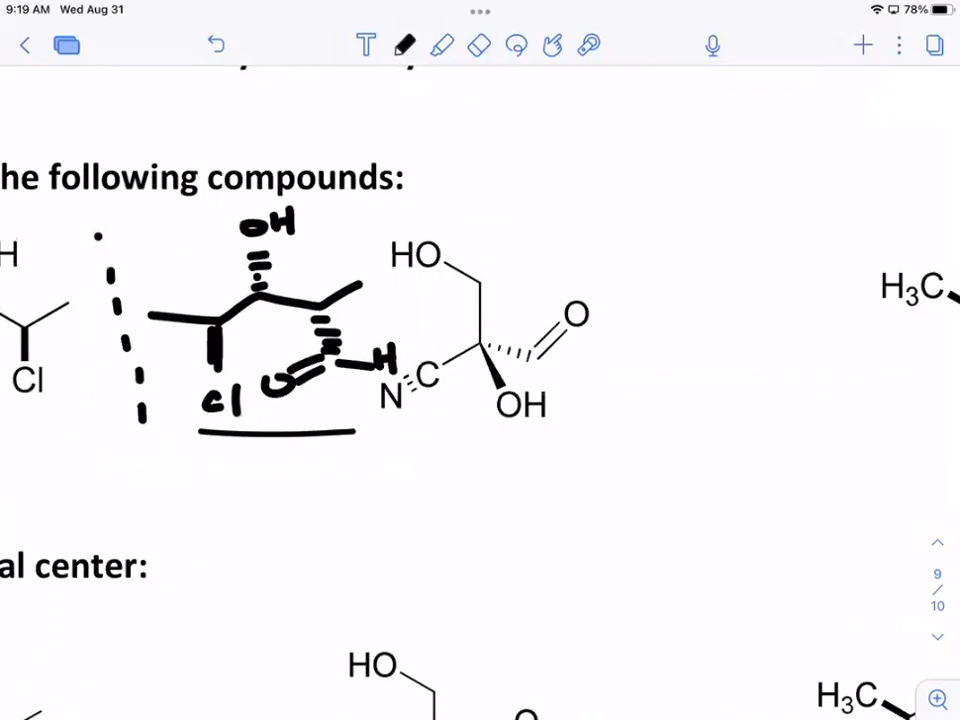 9:19 AM Wed Aug 31
78%
T
he following compounds:
H
Cl
OH
Cl
O
H
HO
O
N
C
OH
H₃C
al center:
9
/
10
HO
O
H₃C